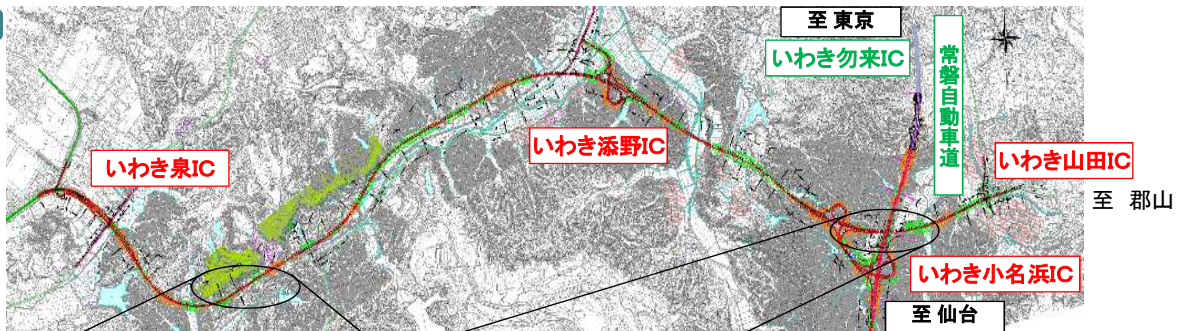 至 東京
いわき勿来IC
常磐自動車道
いわき泉IC
いわき添野IC
いわき山田IC
至 郡山
いわき小名浜IC
至 仙台